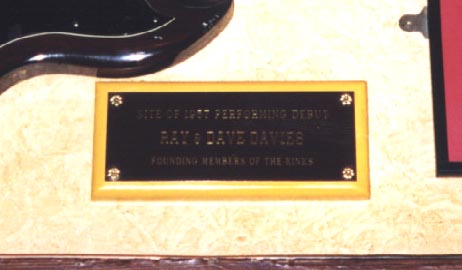 SITE OF 1957 PERFORMING DEBUT
RAY & DAVE DAVIES
FOUNDING MEMBERS OF THE KINKS